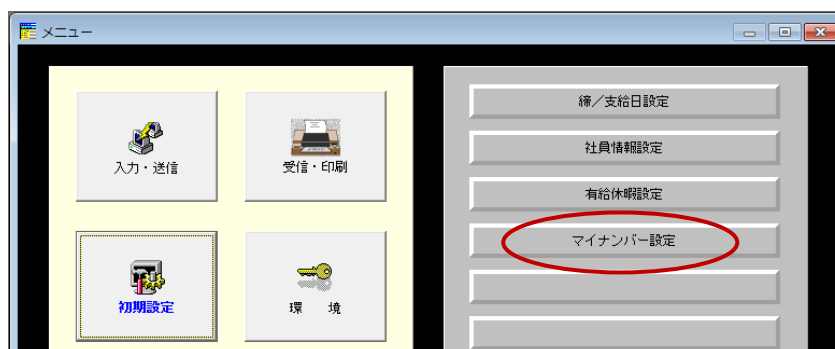 メニュー
入力・送信
受信・印刷
初期設定
環　境
締／支給日設定
社員情報設定
有給休暇設定
マイナンバー設定